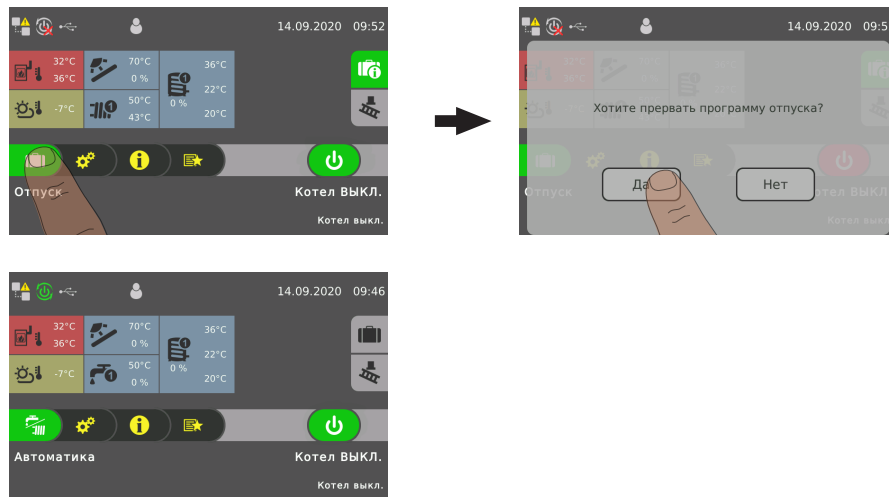 14.09.2020 09:52
32°C
36°C
70°C
0 %
36°C
22°C
20°C
-7°C
50°C
43°C
0 %
Отпуск
Котел ВЫКЛ.
Котел выкл.
14.09.2020 09:5
Хотите прервать программу отпуска?
Да
Нет
Отпуск
отел ВЫКЛ
Котел выкл
14.09.2020 09:46
32°C
36°C
70°C
0 %
36°C
22°C
20°C
-7°C
50°C
0 %
0 %
Автоматика
Котел ВЫКЛ.
Котел выкл.